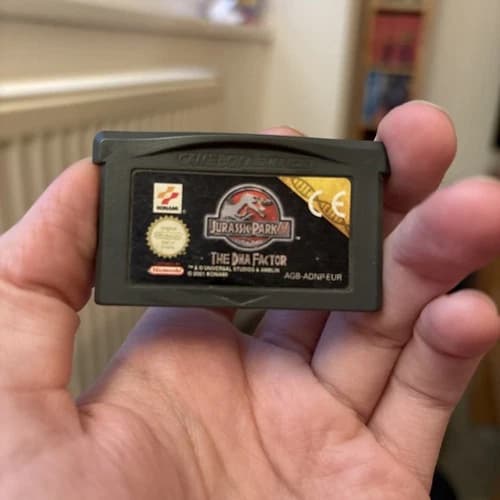 GAME BOY ADVANCE
KONAMI
Nintendo
JURASSIC PARK III
CE
THE DNA FACTOR
Nintendo
™ & © UNIVERSAL STUDIOS & AMBLIN
© 2001 KONAMI
AGB-ADNP-EUR